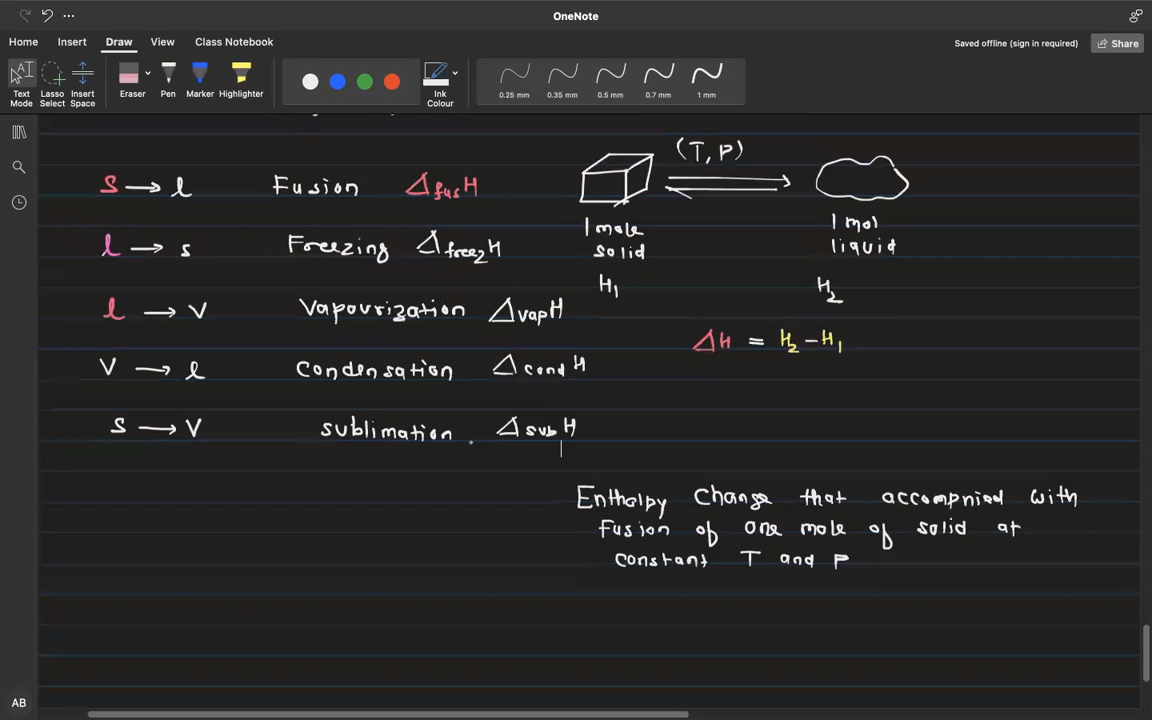 OneNote
Home Insert Draw View Class Notebook
Saved offline (sign in required) Share
Text Mode
Lasso Select
Insert Space
Eraser
Pen
Marker
Highlighter
Ink Colour
0.25 mm 0.35 mm 0.5 mm 0.7 mm 1 mm
S → l Fusion ΔfusH
l → s Freezing ΔfreezH
l → V Vapourization ΔvapH
V → l condensation ΔcondH
S → V sublimation ΔsubH
(T, P)
1 mole solid
H₁
1 mol liquid
H₂
ΔH = H₂ − H₁
Enthalpy Change that accompnied with
Fusion of one mole of solid at
constant T and P
AB